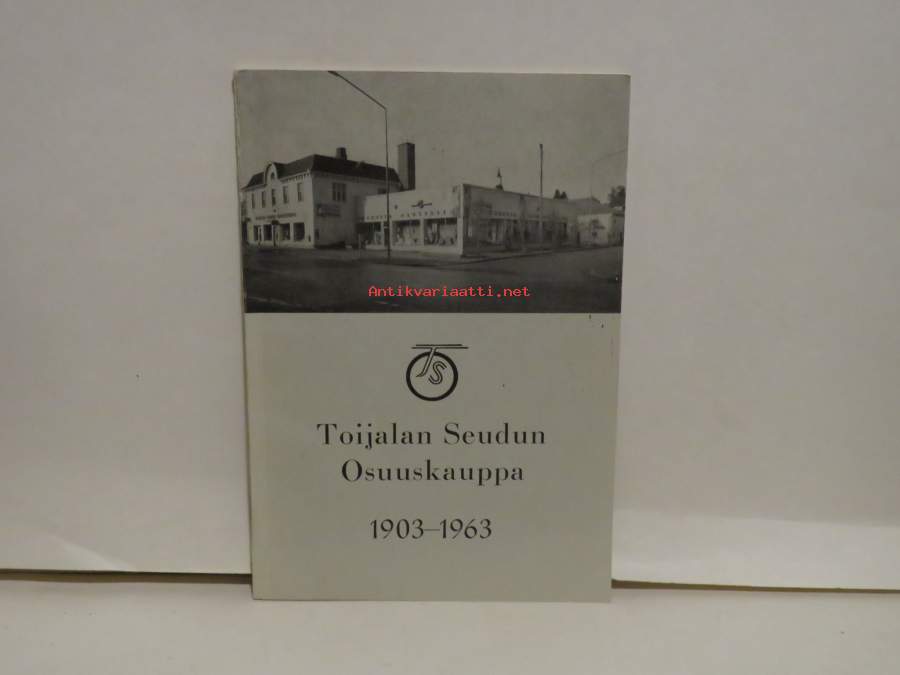 Antikvariaatti.net
TS
Toijalan Seudun
Osuuskauppa
1903–1963